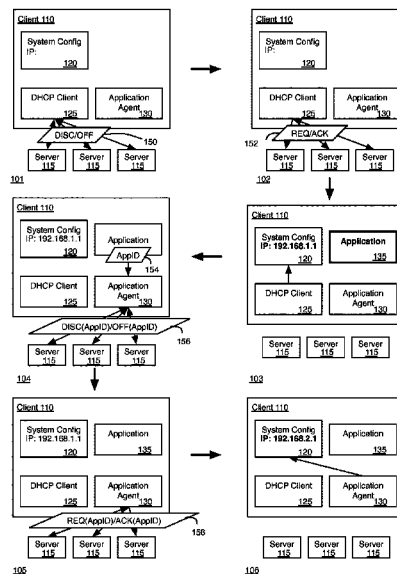 Client 110
System Config
IP:
120
DHCP Client
125
Application
Agent
130
DISC/OFF
150
Server
115
Server
115
Server
115
101
Client 110
System Config
IP:
120
DHCP Client
125
Application
Agent
130
152
REQ/ACK
Server
115
Server
115
Server
115
102
Client 110
System Config
IP: 192.168.1.1
120
Application
AppID
154
DHCP Client
125
Application
Agent
130
DISC(AppID)/OFF(AppID)
156
Server
115
Server
115
Server
115
104
Client 110
System Config
IP: 192.168.1.1
120
Application
135
DHCP Client
125
Application
Agent
130
Server
115
Server
115
Server
115
103
Client 110
System Config
IP: 192.168.1.1
120
Application
135
DHCP Client
125
Application
Agent
130
REQ(AppID)/ACK(AppID)
158
Server
115
Server
115
Server
115
105
Client 110
System Config
IP: 192.168.2.1
120
Application
135
DHCP Client
125
Application
Agent
130
Server
115
Server
115
Server
115
106